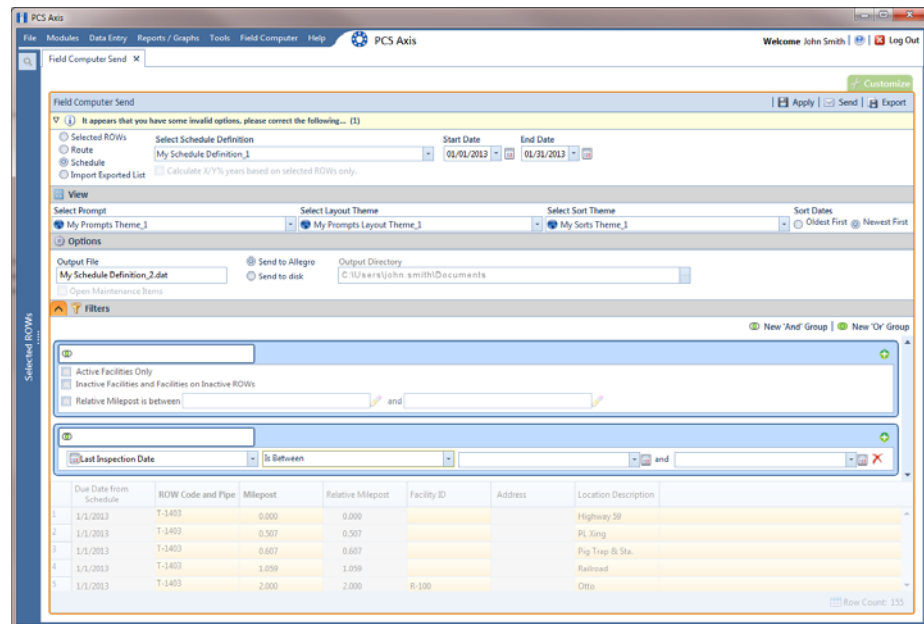 PCS Axis
File Modules Data Entry Reports / Graphs Tools Field Computer Help PCS Axis Welcome John Smith | Log Out
Field Computer Send
Customize
Field Computer Send | Apply | Send | Export
It appears that you have some invalid options, please correct the following... (1)
Selected ROWs Select Schedule Definition Start Date End Date
Route My Schedule Definition_1 01/01/2013 01/31/2013
Schedule
Calculate X/Y% years based on selected ROWs only.
Import Exported List
View
Select Prompt Select Layout Theme Select Sort Theme Sort Dates
My Prompts Theme_1 My Prompts Layout Theme_1 My Sorts Theme_1 Oldest First Newest First
Options
Output File Send to Allegro Output Directory
My Schedule Definition_2.dat Send to disk C:\Users\john.smith\Documents
Open Maintenance Items
Filters
New 'And' Group | New 'Or' Group
Selected ROWs
Active Facilities Only
Inactive Facilities and Facilities on Inactive ROWs
Relative Milepost is between and
Last Inspection Date Is Between and
Due Date from Schedule ROW Code and Pipe Milepost Relative Milepost Facility ID Address Location Description
1 1/1/2013 T-1403 0.000 0.000 Highway 59
2 1/1/2013 T-1403 0.507 0.507 PL Xing
3 1/1/2013 T-1403 0.607 0.607 Pig Trap & Sta.
4 1/1/2013 T-1403 1.059 1.059 Railroad
5 1/1/2013 T-1403 2.000 2.000 R-100 Otto
Row Count: 155